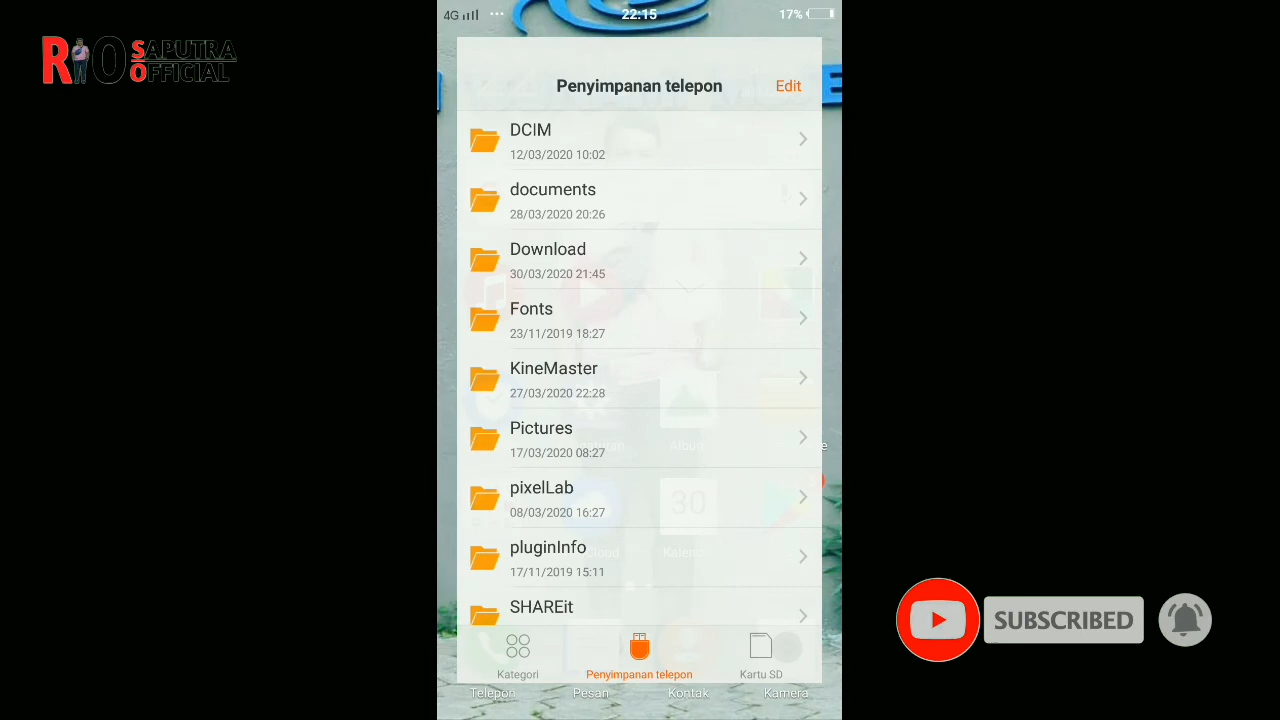 4G
22:15
17%
RIO
SAPUTRA
OFFICIAL
Penyimpanan telepon
Edit
DCIM
12/03/2020 10:02
documents
28/03/2020 20:26
Download
30/03/2020 21:45
Fonts
23/11/2019 18:27
KineMaster
27/03/2020 22:28
Pictures
17/03/2020 08:27
Album
pixelLab
08/03/2020 16:27
30
pluginInfo
17/11/2019 15:11
SHAREit
SUBSCRIBED
Kategori
Penyimpanan telepon
Kartu SD
Telepon
Pesan
Kontak
Kamera